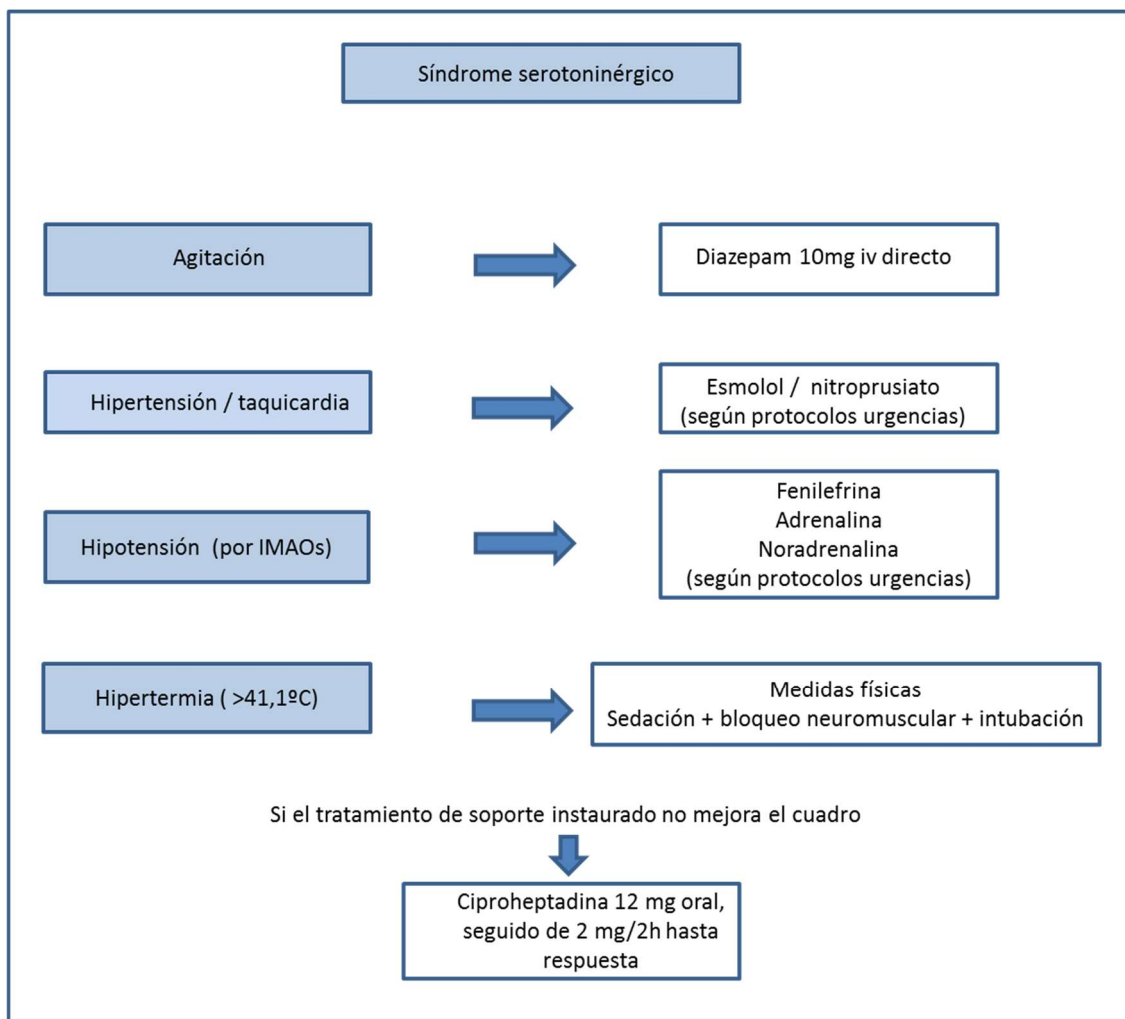 Síndrome serotoninérgico
Agitación
Diazepam 10mg iv directo
Hipertensión / taquicardia
Esmolol / nitroprusiato
(según protocolos urgencias)
Hipotensión (por IMAOs)
Fenilefrina
Adrenalina
Noradrenalina
(según protocolos urgencias)
Hipertermia ( >41,1ºC)
Medidas físicas
Sedación + bloqueo neuromuscular + intubación
Si el tratamiento de soporte instaurado no mejora el cuadro
Ciproheptadina 12 mg oral,
seguido de 2 mg/2h hasta
respuesta